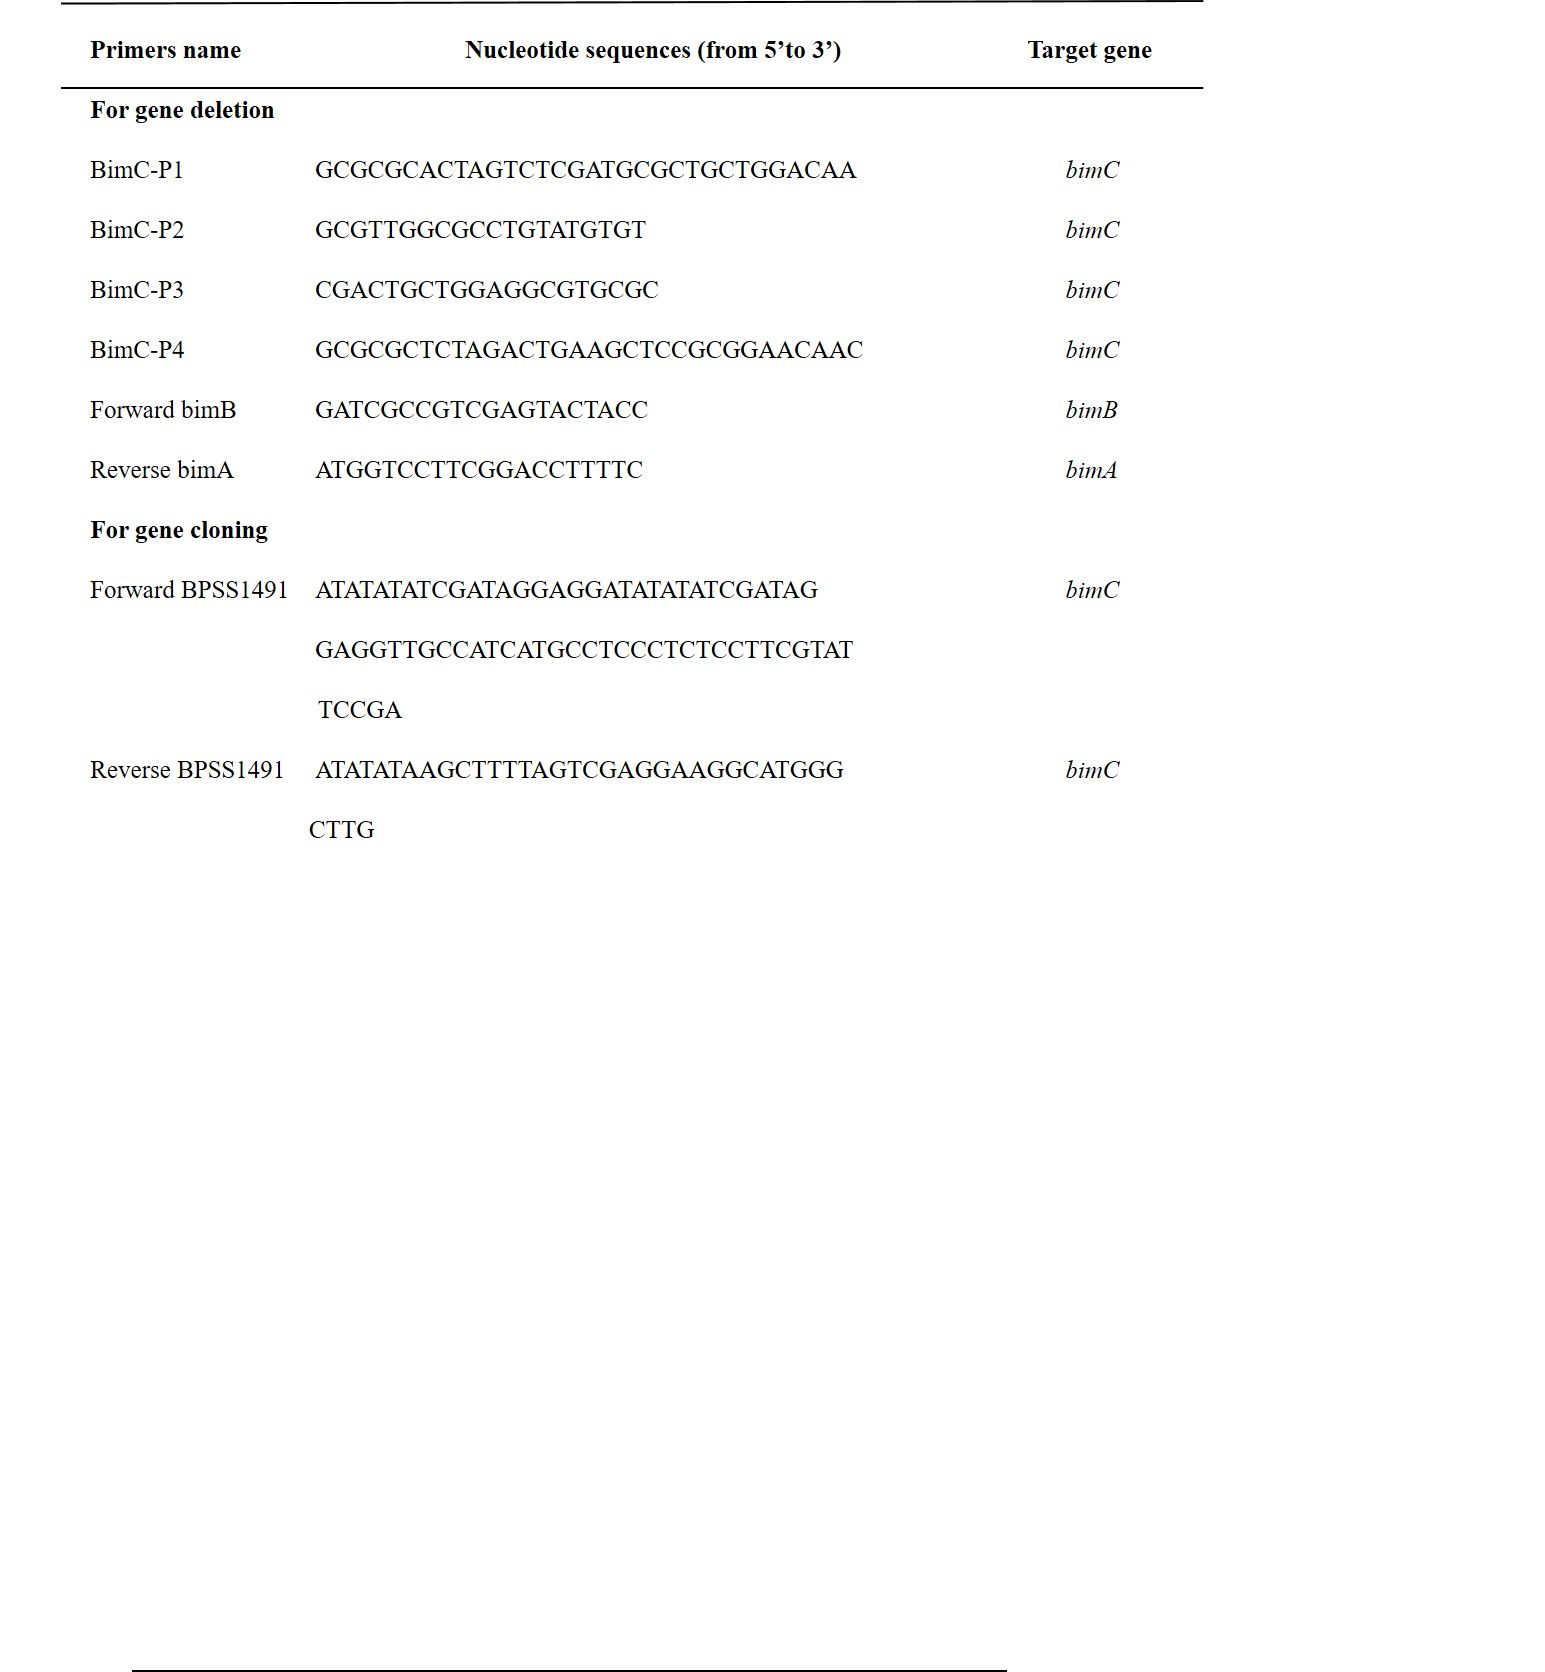 Primers name Nucleotide sequences (from 5’to 3’) Target gene
For gene deletion
BimC-P1 GCGCGCACTAGTCTCGATGCGCTGCTGGACAA bimC
BimC-P2 GCGTTGGCGCCTGTATGTGT bimC
BimC-P3 CGACTGCTGGAGGCGTGCGC bimC
BimC-P4 GCGCGCTCTAGACTGAAGCTCCGCGGAACAAC bimC
Forward bimB GATCGCCGTCGAGTACTACC bimB
Reverse bimA ATGGTCCTTCGGACCTTTTC bimA
For gene cloning
Forward BPSS1491 ATATATATCGATAGGAGGATATATATCGATAG bimC
GAGGTTGCCATCATGCCTCCCTCTCCTTCGTAT
TCCGA
Reverse BPSS1491 ATATATAAGCTTTTAGTCGAGGAAGGCATGGG bimC
CTTG